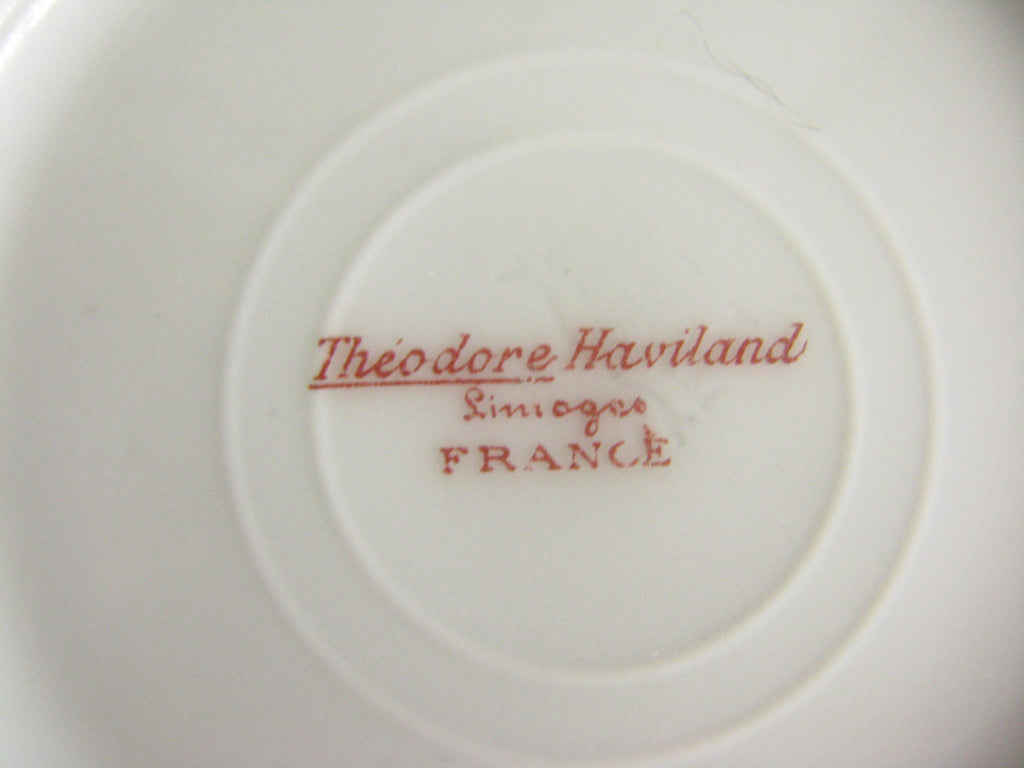 Théodore Haviland
Limoges
FRANCE